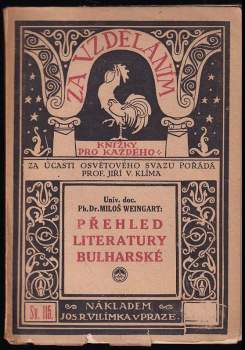 ZA VZDĚLANÍM
KNÍŽKY
PRO KAŽDÉHO
ZA ÚČASTI OSVĚTOVÉHO SVAZU POŘÁDÁ
PROF. JIŘÍ V. KLÍMA
Univ. doc.
Ph. Dr. MILOŠ WEINGART:
PŘEHLED
LITERATURY
BULHARSKÉ
Sv. 116.
NÁKLADEM
JOS. R. VILÍMKA V PRAZE.